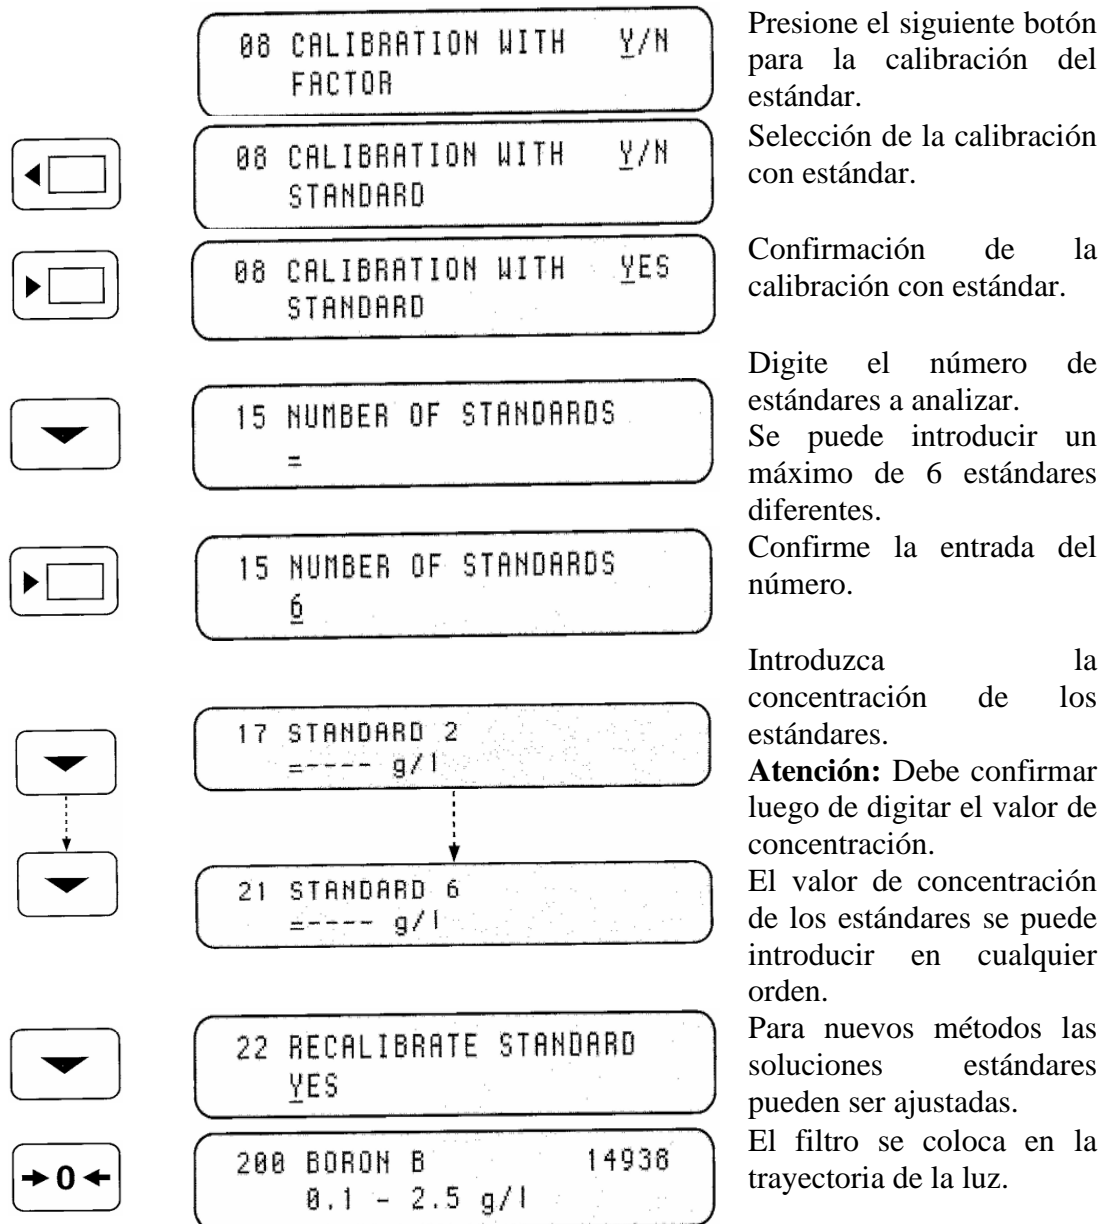 08 CALIBRATION WITH Y/N
FACTOR
Presione el siguiente botón
para la calibración del
estándar.
08 CALIBRATION WITH Y/N
STANDARD
Selección de la calibración
con estándar.
08 CALIBRATION WITH YES
STANDARD
Confirmación de la
calibración con estándar.
15 NUMBER OF STANDARDS
=
Digite el número de
estándares a analizar.
Se puede introducir un
máximo de 6 estándares
diferentes.
15 NUMBER OF STANDARDS
6
Confirme la entrada del
número.
17 STANDARD 2
=---- g/l
21 STANDARD 6
=---- g/l
Introduzca la
concentración de los
estándares.
Atención: Debe confirmar
luego de digitar el valor de
concentración.
El valor de concentración
de los estándares se puede
introducir en cualquier
orden.
22 RECALIBRATE STANDARD
YES
Para nuevos métodos las
soluciones estándares
pueden ser ajustadas.
0
200 BORON B 14938
0.1 - 2.5 g/l
El filtro se coloca en la
trayectoria de la luz.